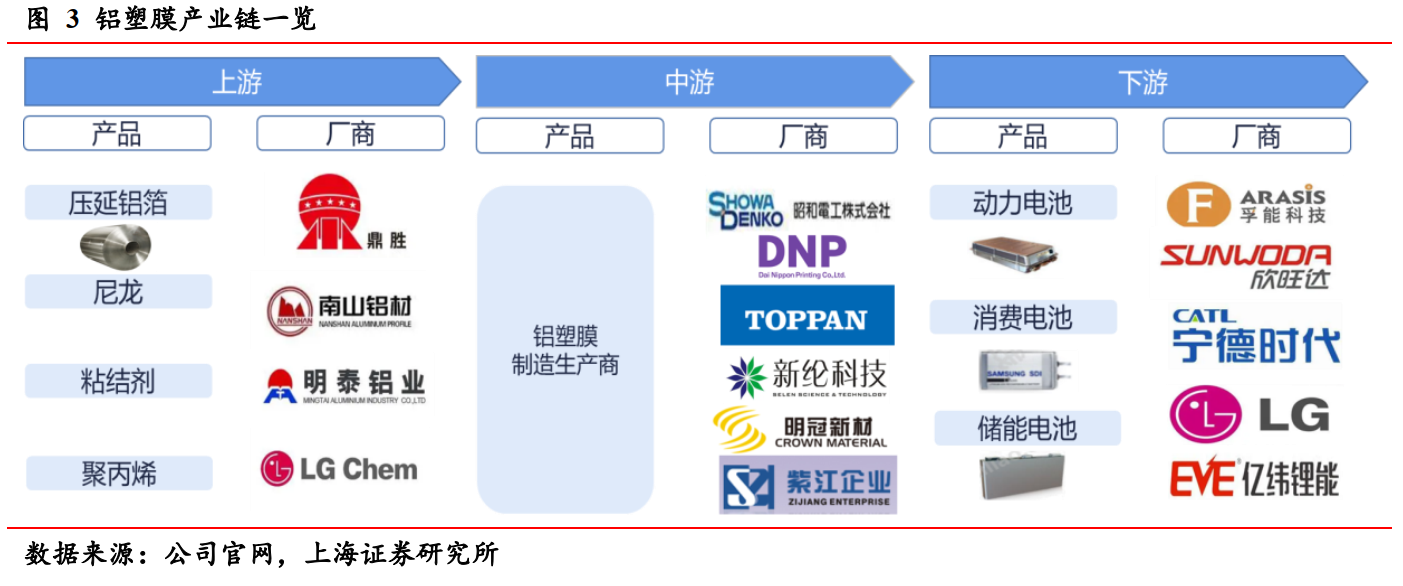 图 3 铝塑膜产业链一览
上游
中游
下游
产品
厂商
产品
厂商
产品
厂商
压延铝箔
尼龙
粘结剂
聚丙烯
鼎胜
南山铝材
NANSHAN
NANSHAN ALUMINIUM PROFILE
明泰铝业
MINGTAI ALUMINIUM INDUSTRY CO.,LTD
LG Chem
铝塑膜
制造生产商
SHOWA
DENKO
昭和電工株式会社
DNP
Dai Nippon Printing Co.,Ltd.
TOPPAN
新纶科技
SELEN SCIENCE & TECHNOLOGY
明冠新材
CROWN MATERIAL
紫江企业
ZIJIANG ENTERPRISE
动力电池
消费电池
SAMSUNG SDI
储能电池
F
ARASIS
孚能科技
SUNWODA
欣旺达
CATL
宁德时代
LG
EVE®亿纬锂能
数据来源：公司官网，上海证券研究所